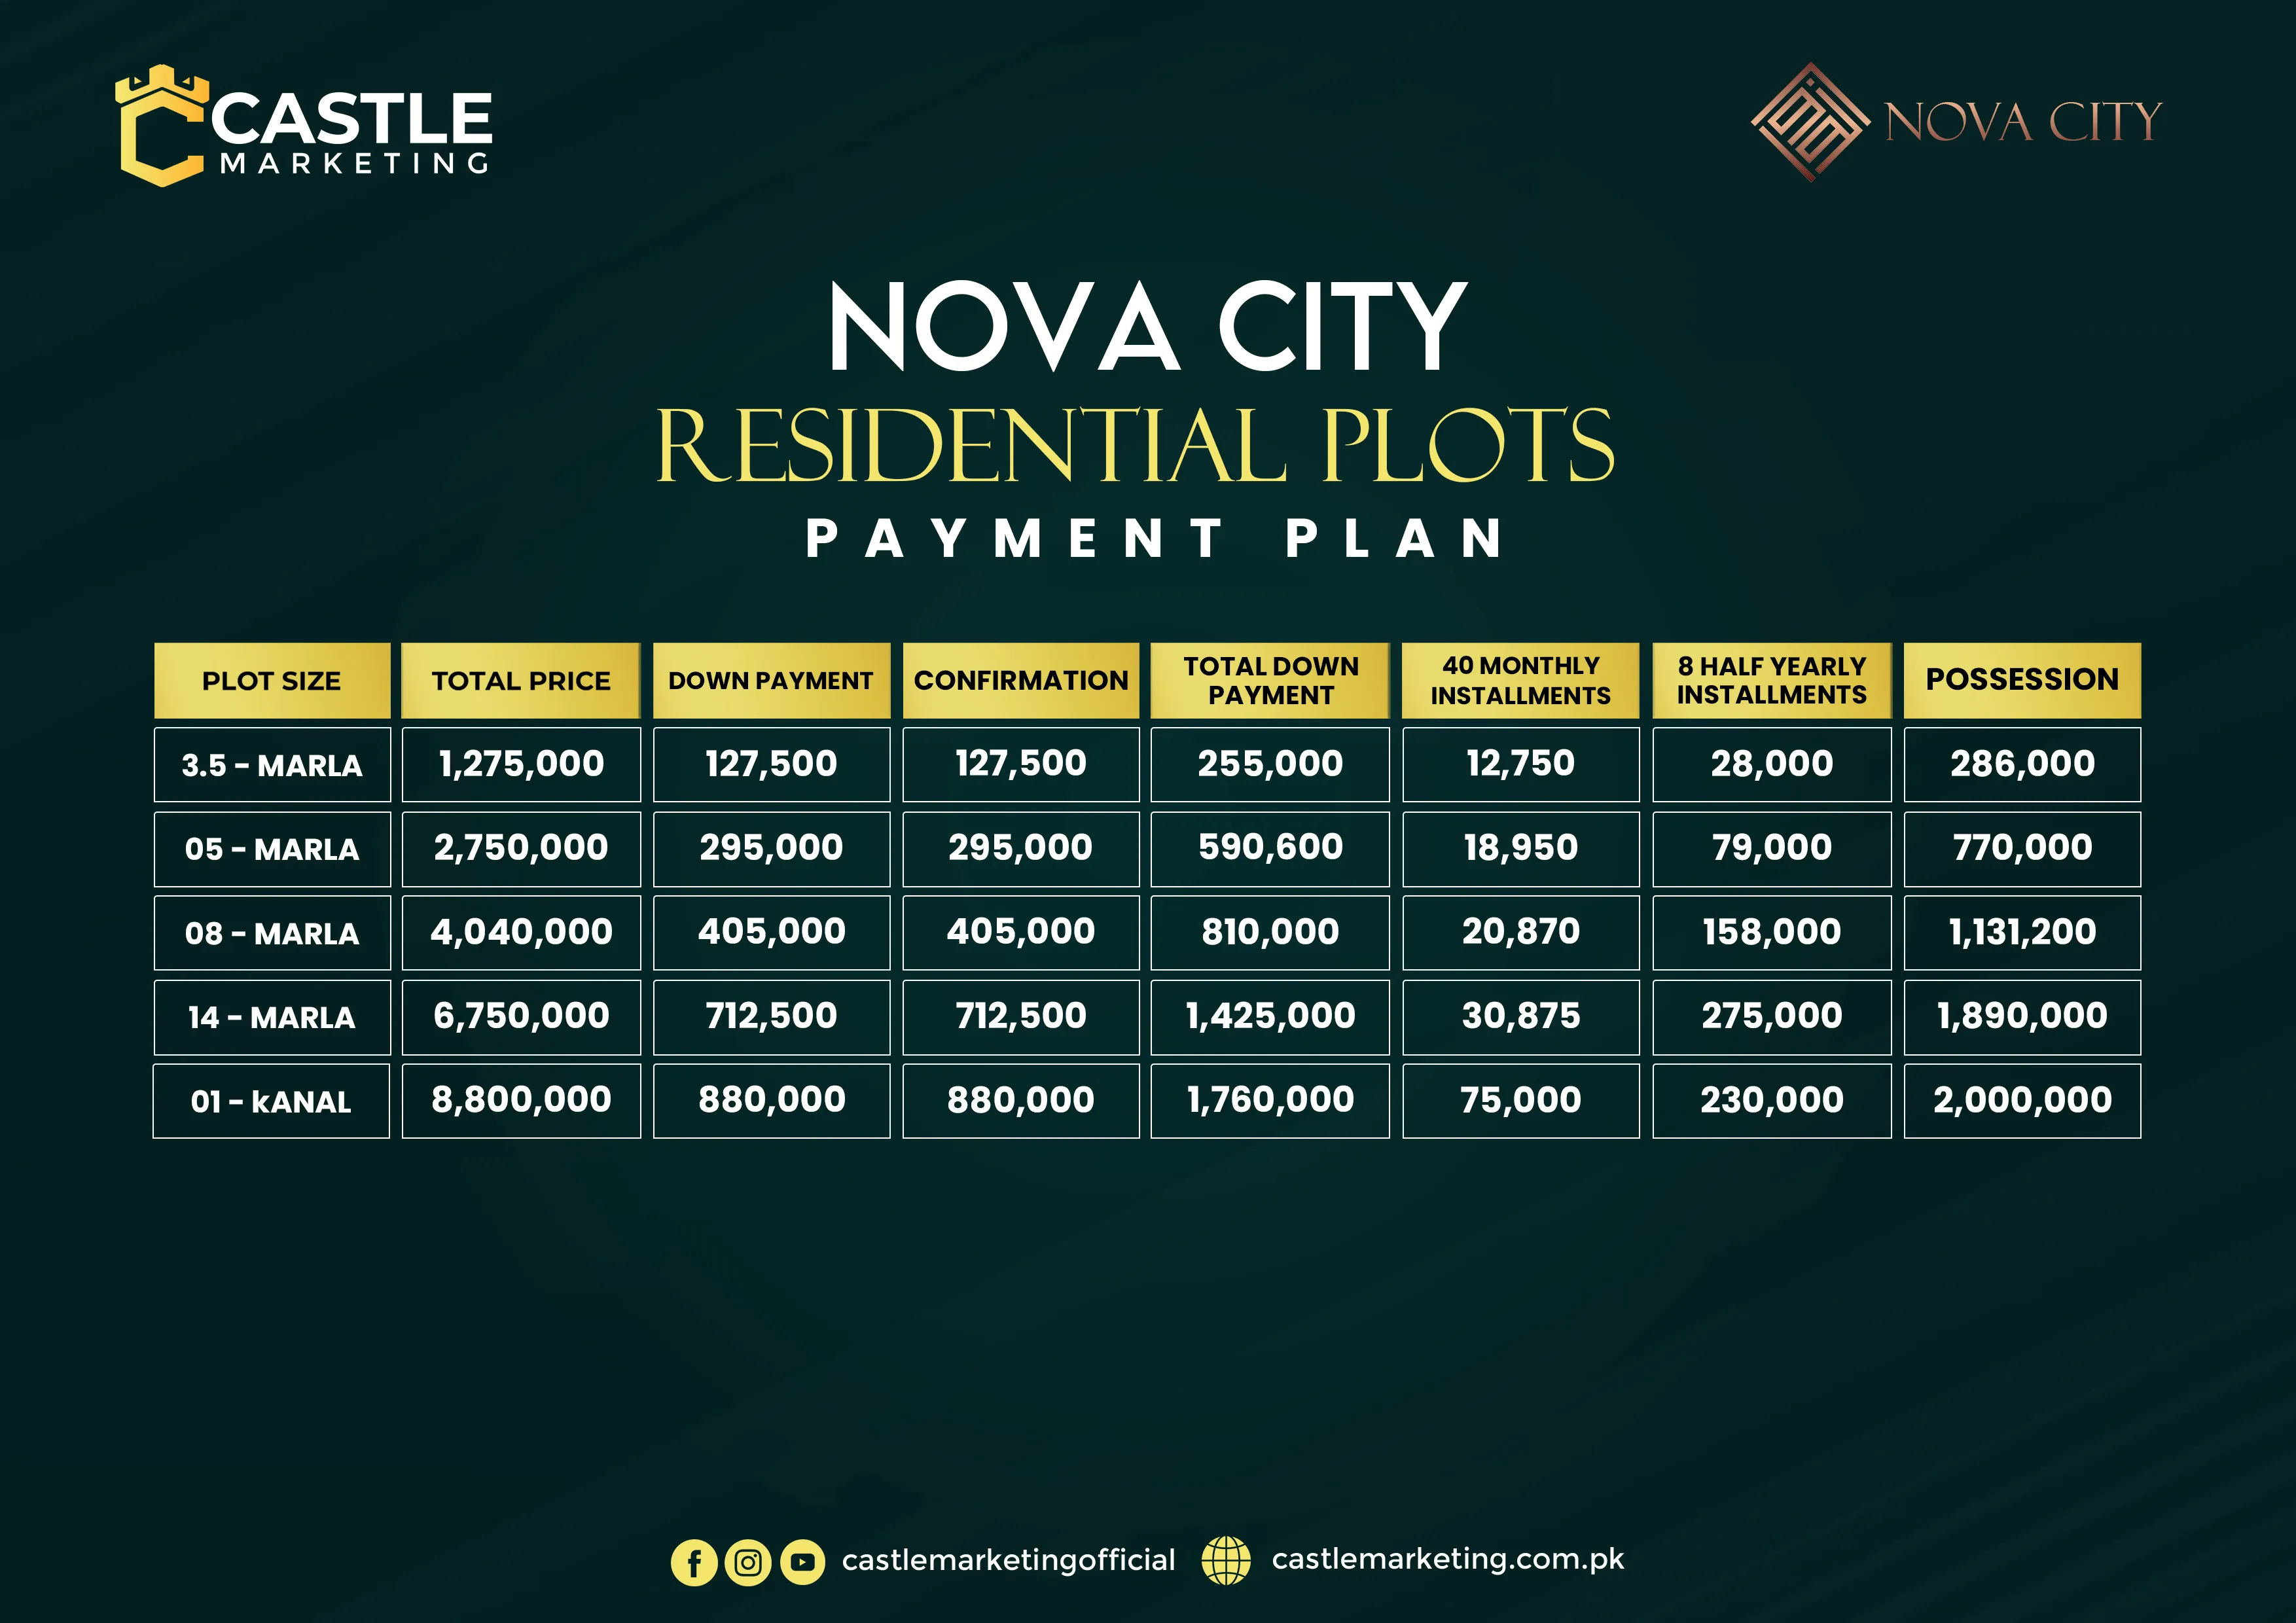 CASTLE
MARKETING
NOVA CITY
NOVA CITY
RESIDENTIAL PLOTS
PAYMENT PLAN
PLOT SIZE TOTAL PRICE DOWN PAYMENT CONFIRMATION TOTAL DOWN PAYMENT 40 MONTHLY INSTALLMENTS 8 HALF YEARLY INSTALLMENTS POSSESSION
3.5 - MARLA 1,275,000 127,500 127,500 255,000 12,750 28,000 286,000
05 - MARLA 2,750,000 295,000 295,000 590,600 18,950 79,000 770,000
08 - MARLA 4,040,000 405,000 405,000 810,000 20,870 158,000 1,131,200
14 - MARLA 6,750,000 712,500 712,500 1,425,000 30,875 275,000 1,890,000
01 - kANAL 8,800,000 880,000 880,000 1,760,000 75,000 230,000 2,000,000
castlemarketingofficial castlemarketing.com.pk